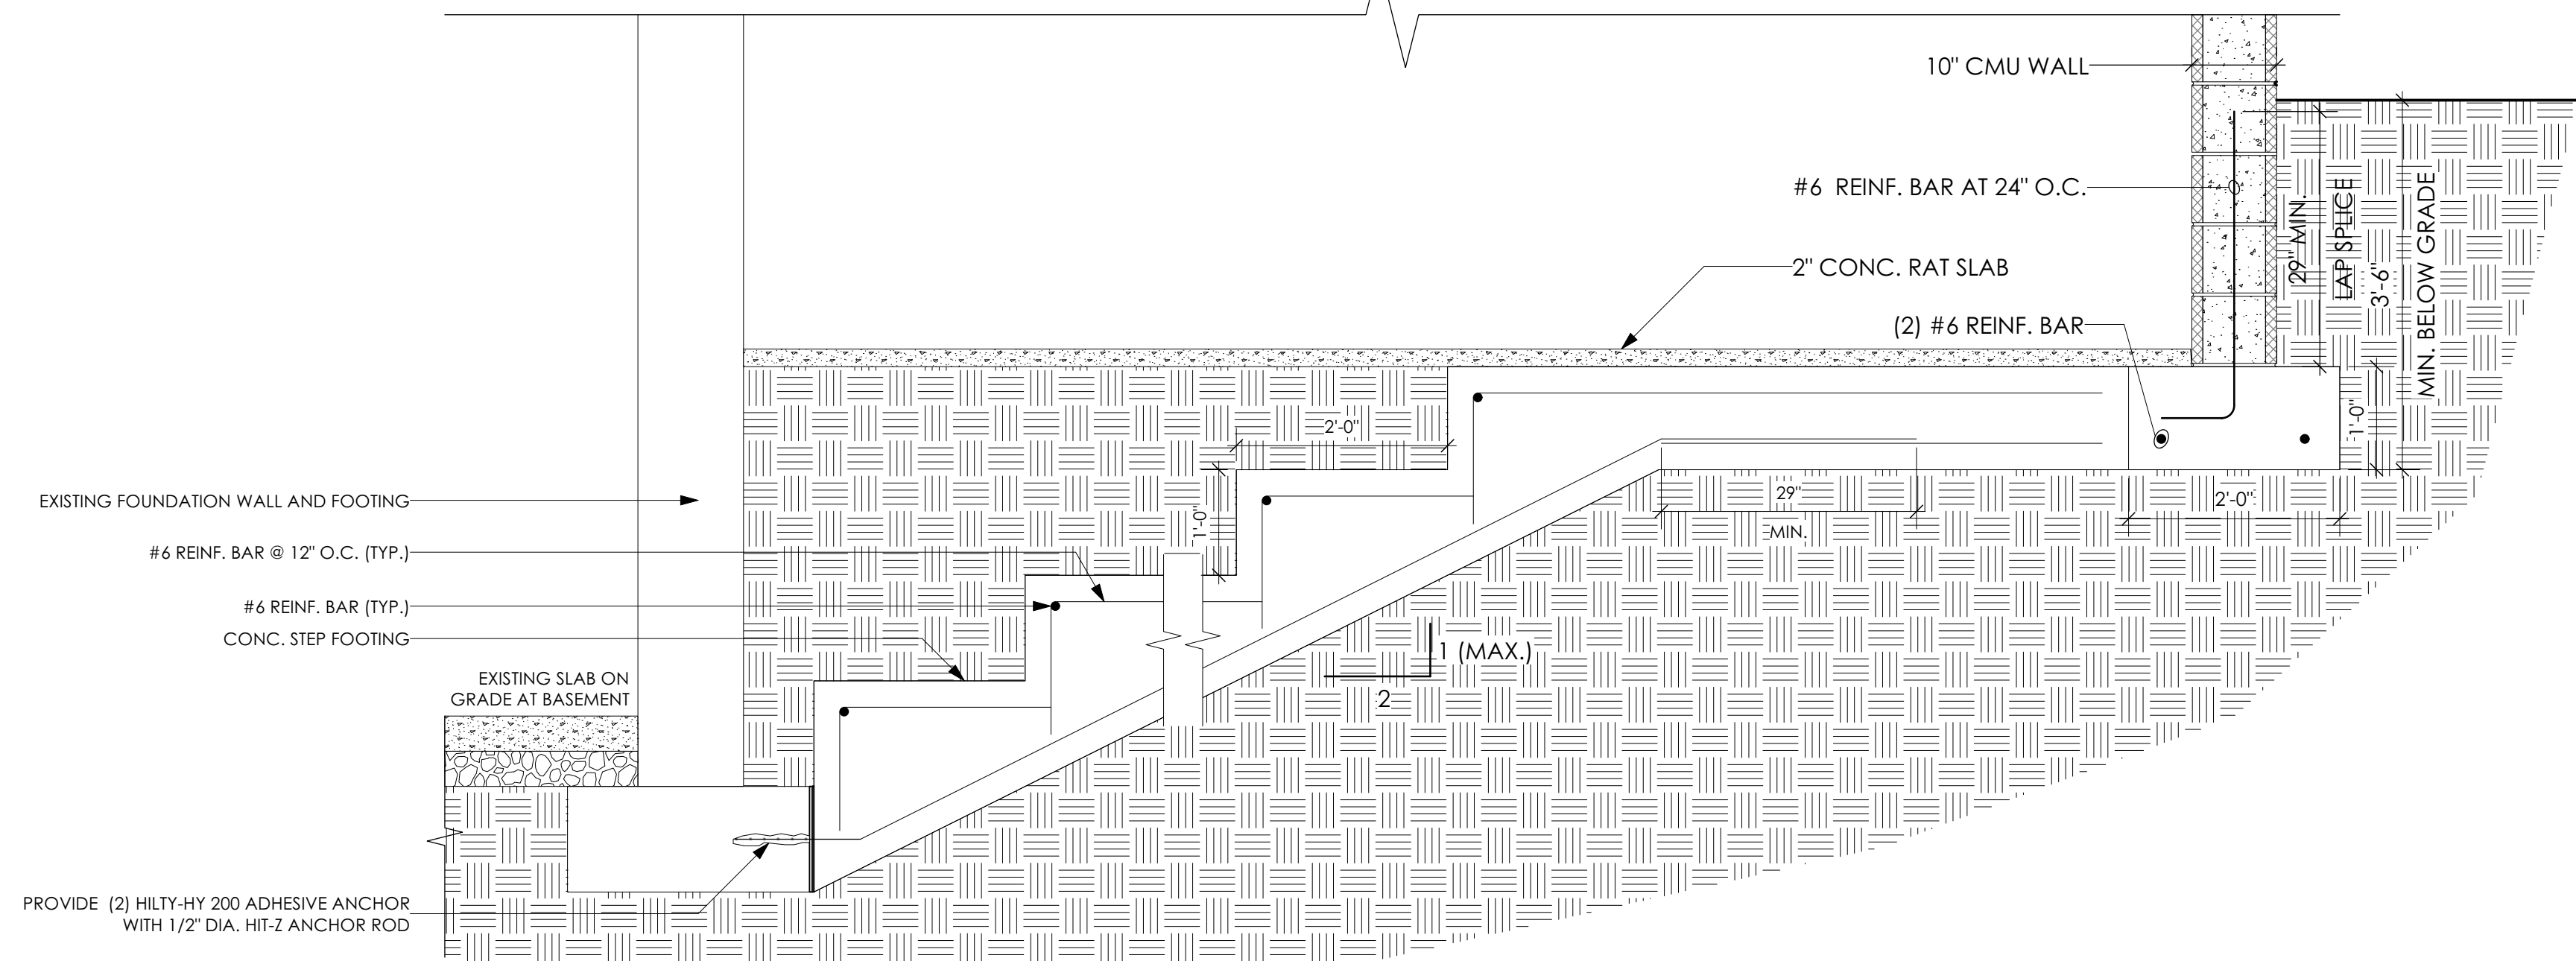 10" CMU WALL
#6 REINF. BAR AT 24" O.C.
29" MIN.
LAP SPLICE
3'-6"
MIN. BELOW GRADE
2" CONC. RAT SLAB
(2) #6 REINF. BAR
2'-0"
1'-0"
1'-0"
29"
MIN.
2'-0"
EXISTING FOUNDATION WALL AND FOOTING
#6 REINF. BAR @ 12" O.C. (TYP.)
#6 REINF. BAR (TYP.)
CONC. STEP FOOTING
1 (MAX.)
2
EXISTING SLAB ON
GRADE AT BASEMENT
PROVIDE (2) HILTY-HY 200 ADHESIVE ANCHOR
WITH 1/2" DIA. HIT-Z ANCHOR ROD